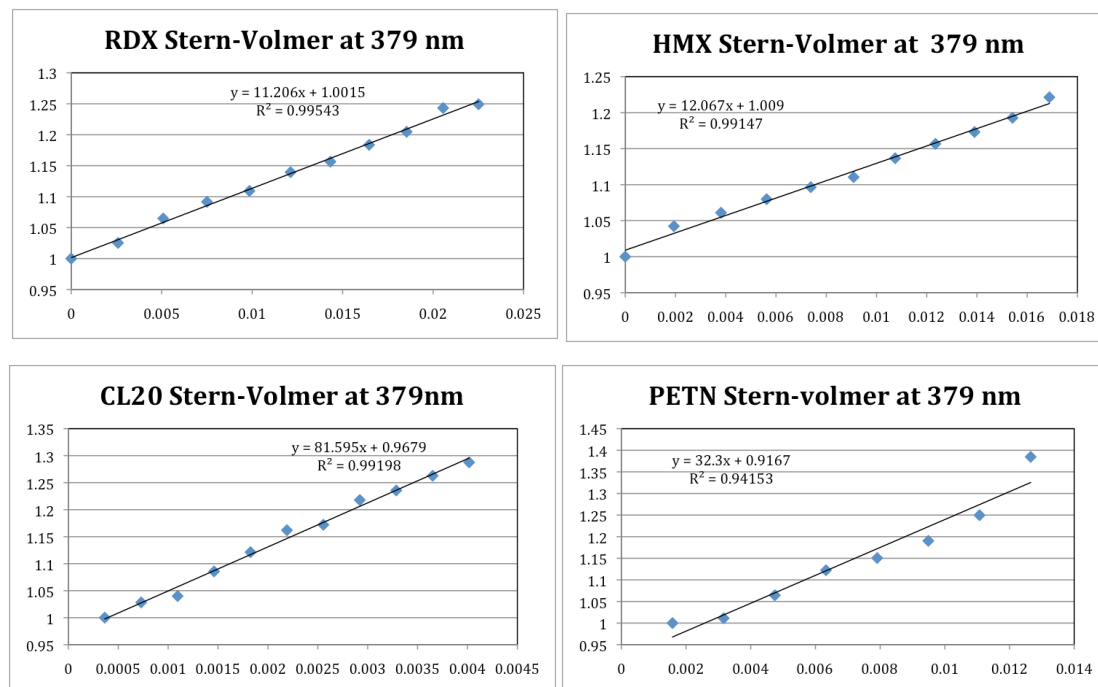 RDX Stern-Volmer at 379 nm
1.3
1.25
1.2
1.15
1.1
1.05
1
0.95
y = 11.206x + 1.0015
R² = 0.99543
0 0.005 0.01 0.015 0.02 0.025
HMX Stern-Volmer at 379 nm
1.25
1.2
1.15
1.1
1.05
1
0.95
y = 12.067x + 1.009
R² = 0.99147
0 0.002 0.004 0.006 0.008 0.01 0.012 0.014 0.016 0.018
CL20 Stern-Volmer at 379nm
1.35
1.3
1.25
1.2
1.15
1.1
1.05
1
0.95
y = 81.595x + 0.9679
R² = 0.99198
0 0.0005 0.001 0.0015 0.002 0.0025 0.003 0.0035 0.004 0.0045
PETN Stern-volmer at 379 nm
1.45
1.4
1.35
1.3
1.25
1.2
1.15
1.1
1.05
1
0.95
y = 32.3x + 0.9167
R² = 0.94153
0 0.002 0.004 0.006 0.008 0.01 0.012 0.014